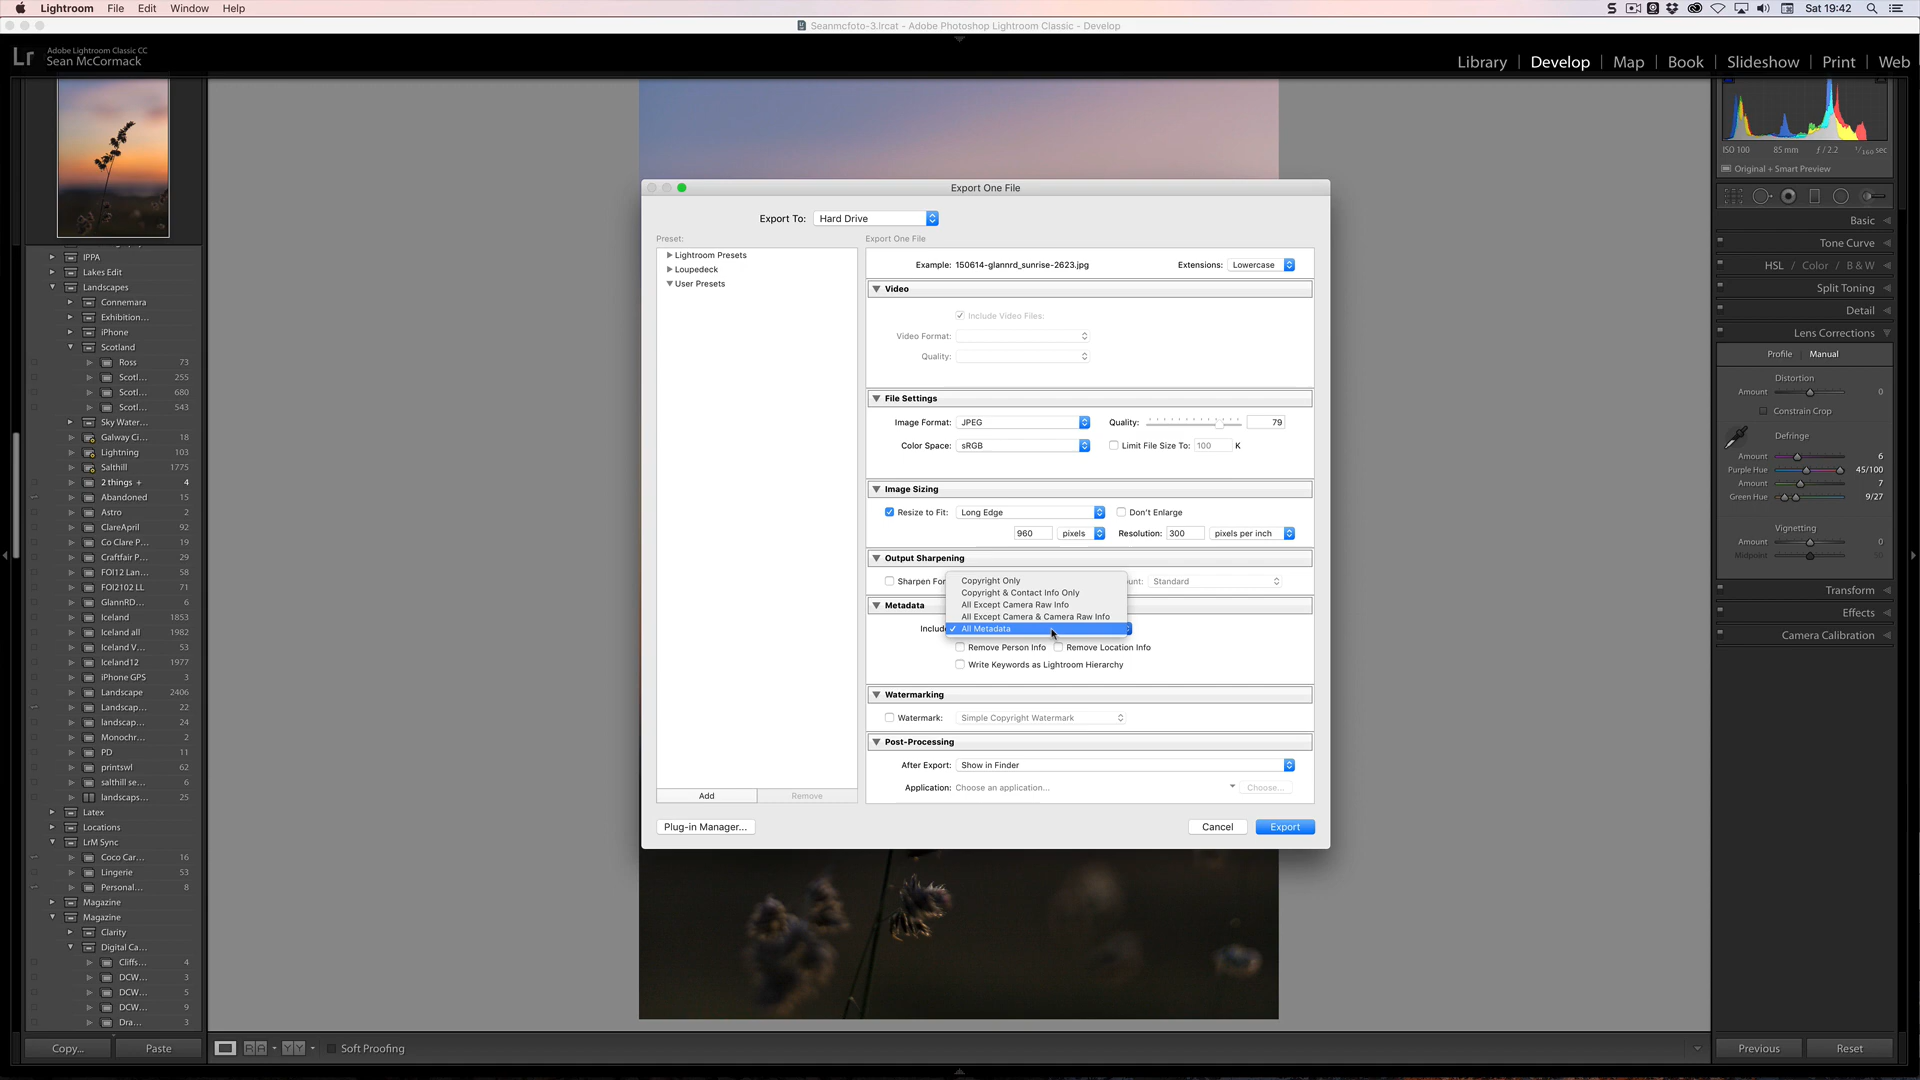 Lightroom File Edit Window Help
Sat 19:42
Seanmcfoto-3.lrcat - Adobe Photoshop Lightroom Classic - Develop
Lr
Adobe Lightroom Classic CC
Sean McCormack
Library | Develop | Map | Book | Slideshow | Print | Web
IPPA
Lakes Edit
Landscapes
Connemara
Exhibition...
iPhone
Scotland
Ross 73
Scotl... 255
Scotl... 680
Scotl... 543
Sky Water...
Galway Ci... 18
Lightning 103
Salthill 1775
2 things + 4
Abandoned 15
Astro 2
ClareApril 92
Co Clare P... 19
Craftfair P... 29
FOI12 Lan... 58
FOI2102 LL 71
GlannRD... 6
Iceland 1853
Iceland all 1982
Iceland V... 53
Iceland12 1977
iPhone GPS 3
Landscape 2406
Landscap... 22
landscap... 24
Monochr... 2
PD 11
printswl 62
salthill se... 6
landscaps... 25
Latex
Locations
LrM Sync
Coco Car... 16
Lingerie 53
Personal... 8
Magazine
Magazine
Clarity
Digital Ca...
Cliffs... 4
DCW... 3
DCW... 5
DCW... 9
Dra... 3
Copy... Paste
Export One File
Export To: Hard Drive
Preset:
Lightroom Presets
Loupedeck
User Presets
Add Remove
Plug-in Manager...
Export One File
Example: 150614-glannrd_sunrise-2623.jpg Extensions: Lowercase
Video
Include Video Files:
Video Format:
Quality:
File Settings
Image Format: JPEG Quality: 79
Color Space: sRGB Limit File Size To: 100 K
Image Sizing
Resize to Fit: Long Edge Don't Enlarge
960 pixels Resolution: 300 pixels per inch
Output Sharpening
Sharpen For unt: Standard
Copyright Only
Copyright & Contact Info Only
All Except Camera Raw Info
All Except Camera & Camera Raw Info
✓ All Metadata
Metadata
Includ
Remove Person Info Remove Location Info
Write Keywords as Lightroom Hierarchy
Watermarking
Watermark: Simple Copyright Watermark
Post-Processing
After Export: Show in Finder
Application: Choose an application... Choose...
Cancel Export
Soft Proofing
ISO 100 85 mm ƒ / 2.2 1/160 sec
Original + Smart Preview
Basic
Tone Curve
HSL / Color / B & W
Split Toning
Detail
Lens Corrections
Profile Manual
Distortion
Amount 0
Constrain Crop
Defringe
Amount 6
Purple Hue 45/100
Amount 7
Green Hue 9/27
Vignetting
Amount 0
Midpoint
Transform
Effects
Camera Calibration
Previous Reset